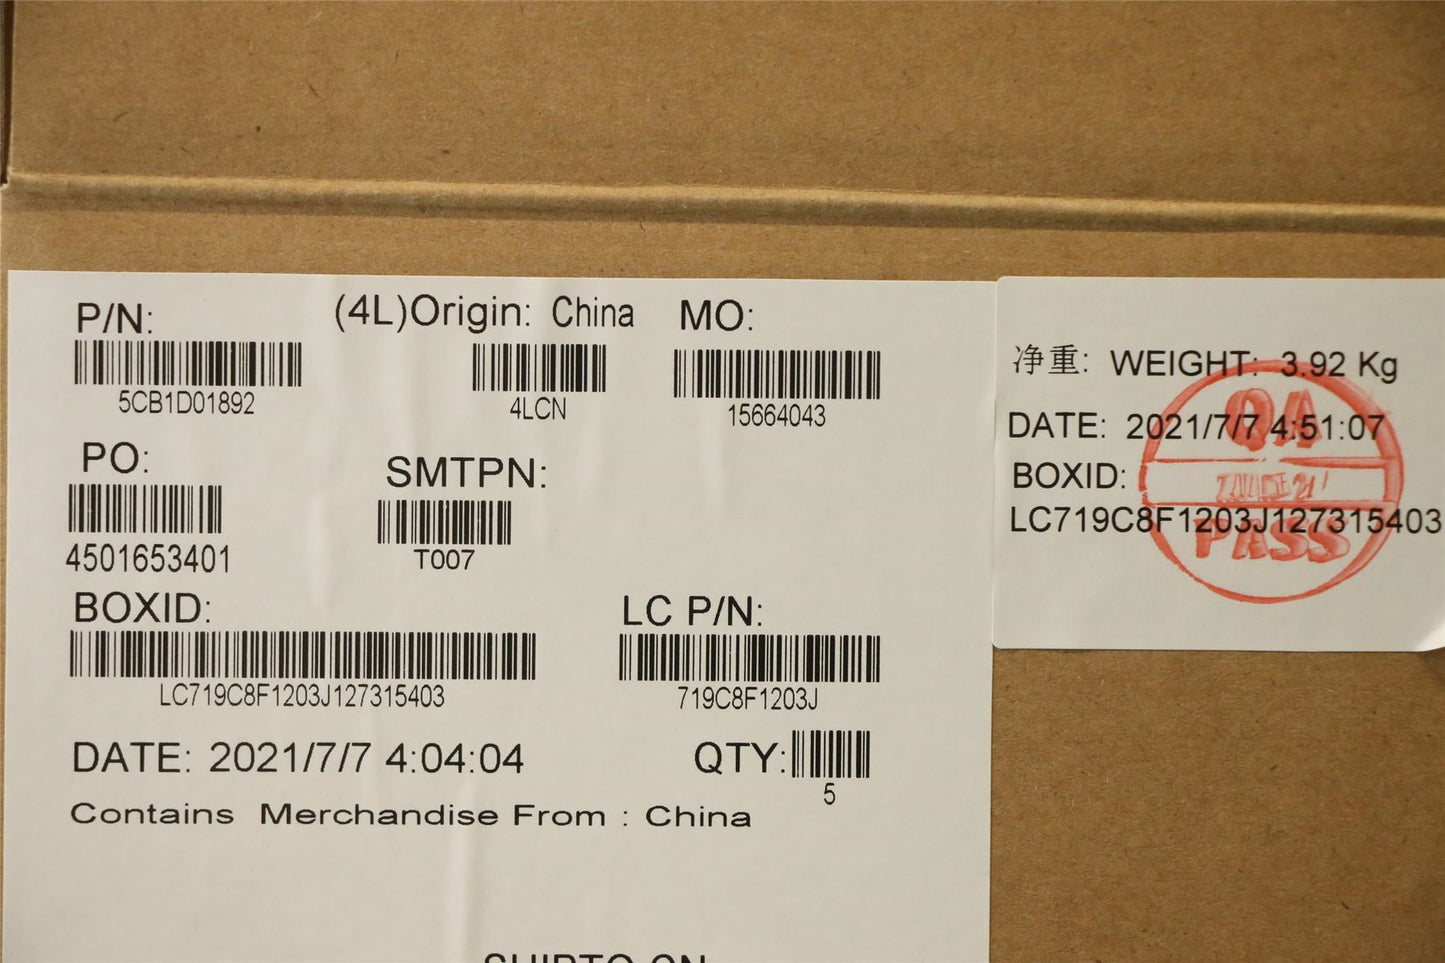 P/N:
(4L)Origin: China
MO:
5CB1D01892
4LCN
15664043
PO:
SMTPN:
4501653401
T007
BOXID:
LC P/N:
LC719C8F1203J127315403
719C8F1203J
DATE: 2021/7/7 4:04:04
QTY:
5
Contains Merchandise From : China
净重: WEIGHT: 3.92 Kg
DATE: 2021/7/7 4:51:07
BOXID:
LC719C8F1203J127315403
QA
PASS